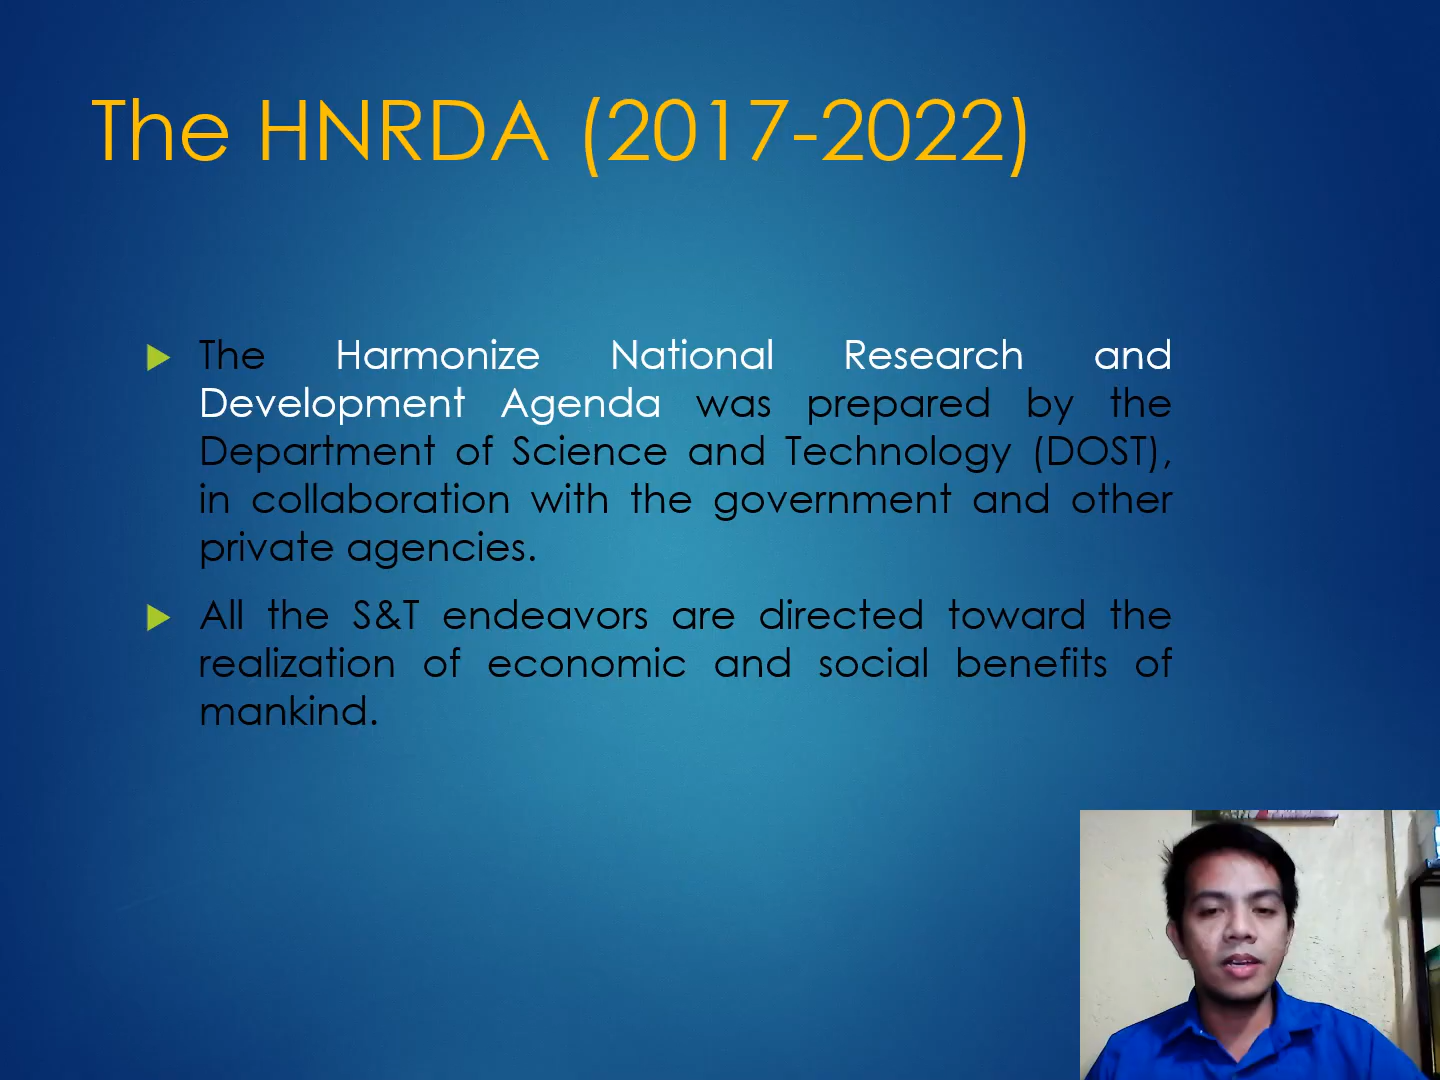 The HNRDA (2017-2022)
The Harmonize National Research and
Development Agenda was prepared by the
Department of Science and Technology (DOST),
in collaboration with the government and other
private agencies.
All the S&T endeavors are directed toward the
realization of economic and social benefits of
mankind.